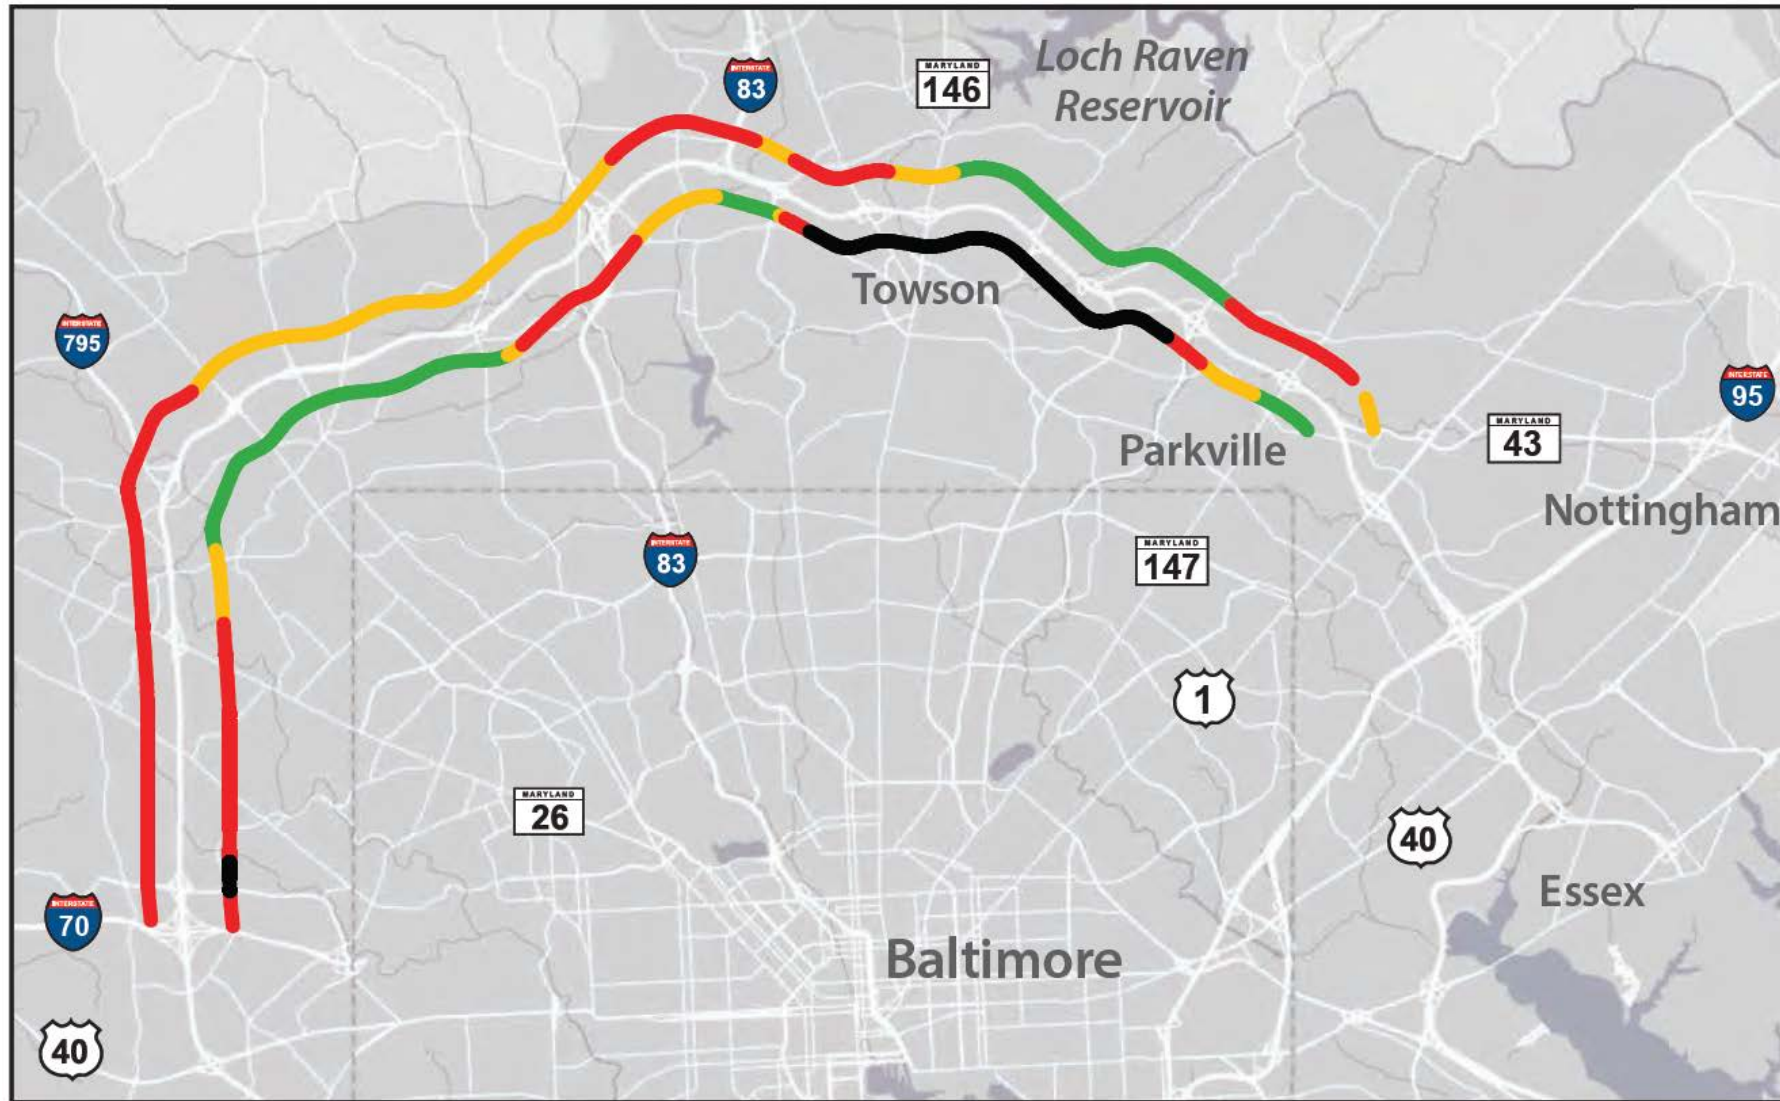 INTERSTATE
83
MARYLAND
146
Loch Raven
Reservoir
Towson
INTERSTATE
795
INTERSTATE
95
MARYLAND
43
Parkville
Nottingham
INTERSTATE
83
MARYLAND
147
1
MARYLAND
26
40
Essex
INTERSTATE
70
Baltimore
40